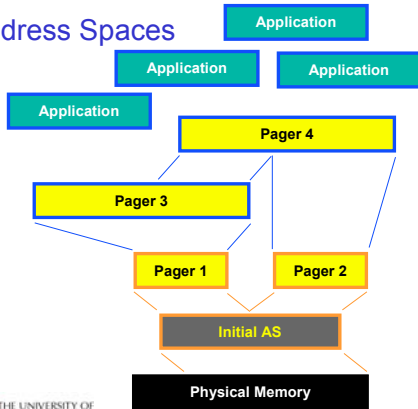 dress Spaces
Application
Application
Application
Application
Pager 4
Pager 3
Pager 1
Pager 2
Initial AS
Physical Memory
THE UNIVERSITY OF